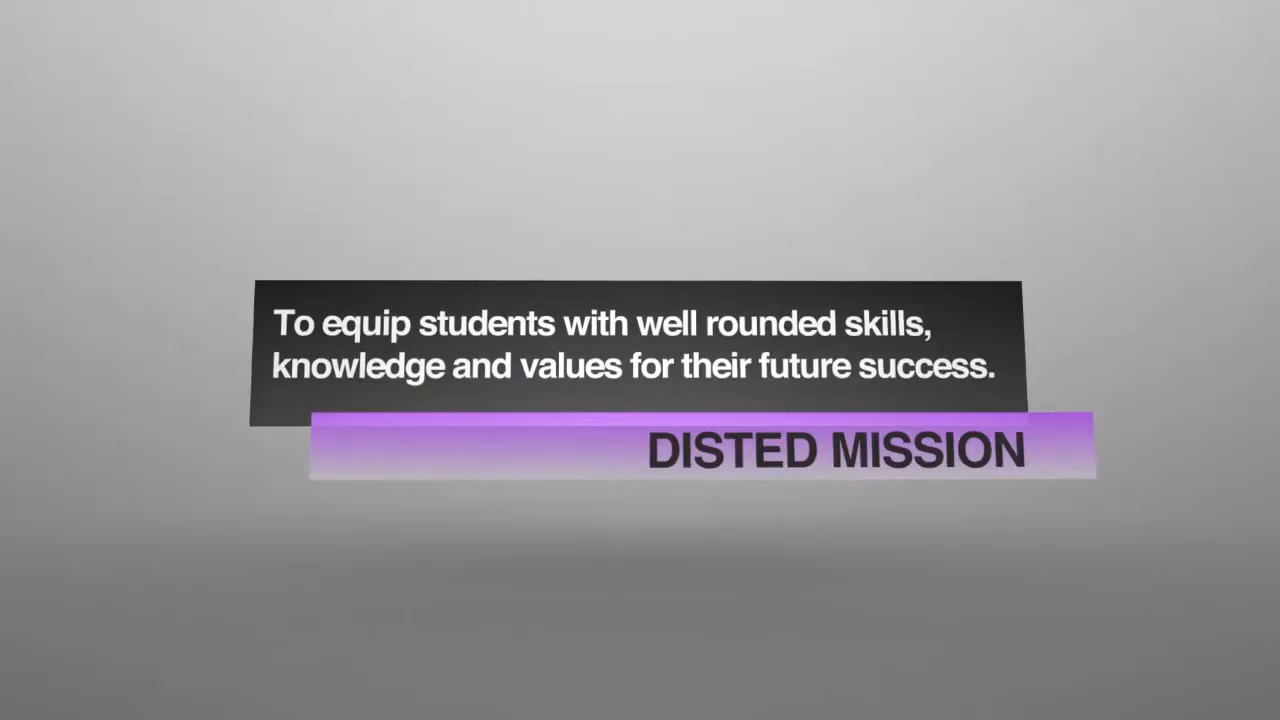 To equip students with well rounded skills,
knowledge and values for their future success.
DISTED MISSION